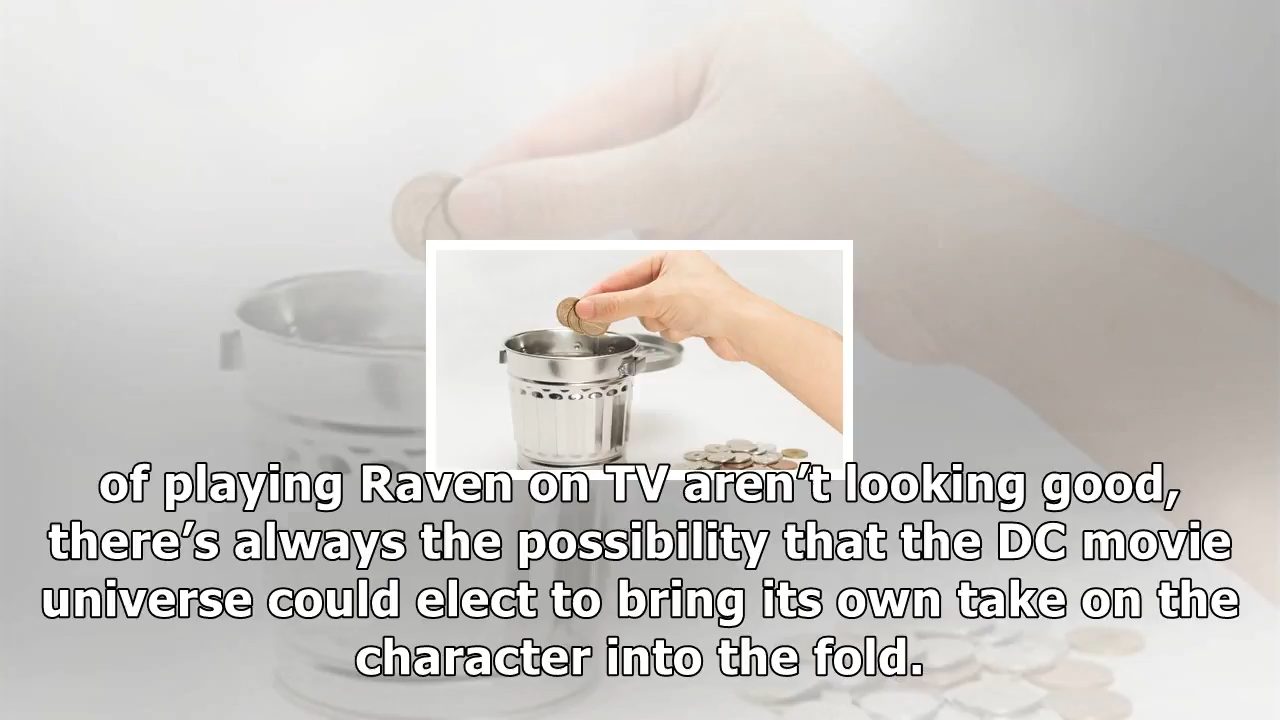 of playing Raven on TV aren’t looking good,
there’s always the possibility that the DC movie
universe could elect to bring its own take on the
character into the fold.